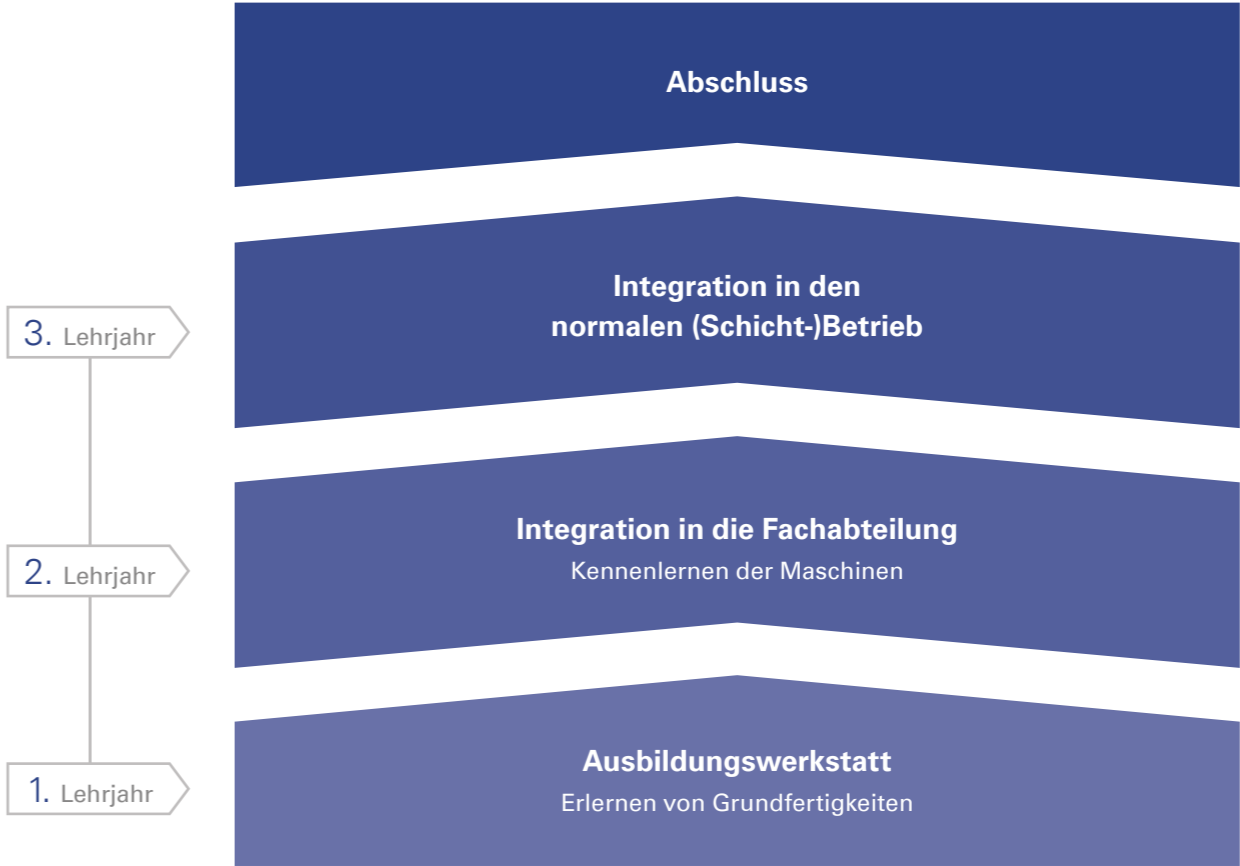 Abschluss
Integration in den
normalen (Schicht-)Betrieb
3. Lehrjahr
Integration in die Fachabteilung
Kennenlernen der Maschinen
2. Lehrjahr
Ausbildungswerkstatt
Erlernen von Grundfertigkeiten
1. Lehrjahr